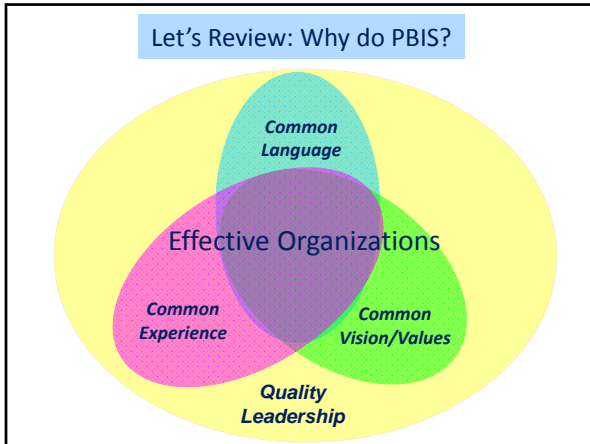 Let's Review: Why do PBIS?
Common
Language
Effective Organizations
Common
Experience
Common
Vision/Values
Quality
Leadership